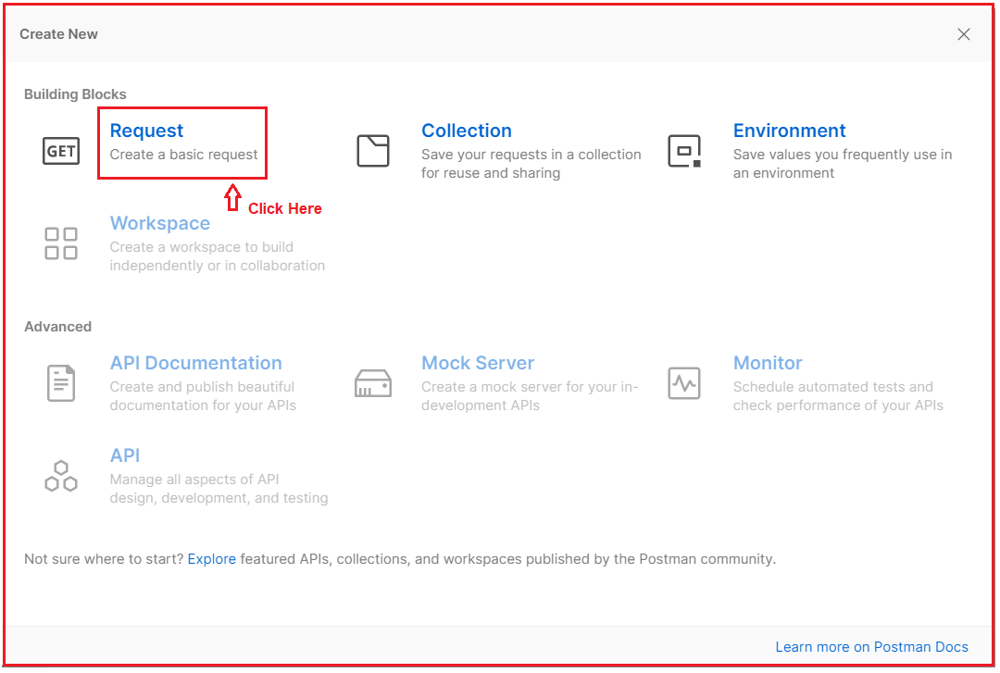 Create New
Building Blocks
GET
Request
Create a basic request
Collection
Save your requests in a collection
for reuse and sharing
Environment
Save values you frequently use in
an environment
Click Here
Workspace
Create a workspace to build
independently or in collaboration
Advanced
API Documentation
Create and publish beautiful
documentation for your APIs
Mock Server
Create a mock server for your in-
development APIs
Monitor
Schedule automated tests and
check performance of your APIs
API
Manage all aspects of API
design, development, and testing
Not sure where to start? Explore featured APIs, collections, and workspaces published by the Postman community.
Learn more on Postman Docs